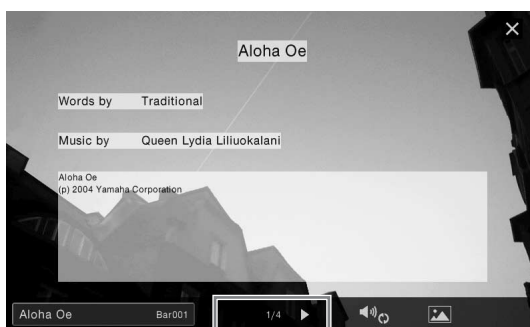 Aloha Oe
Words by Traditional
Music by Queen Lydia Liliuokalani
Aloha Oe
(p) 2004 Yamaha Corporation
Aloha Oe Bar001 1/4